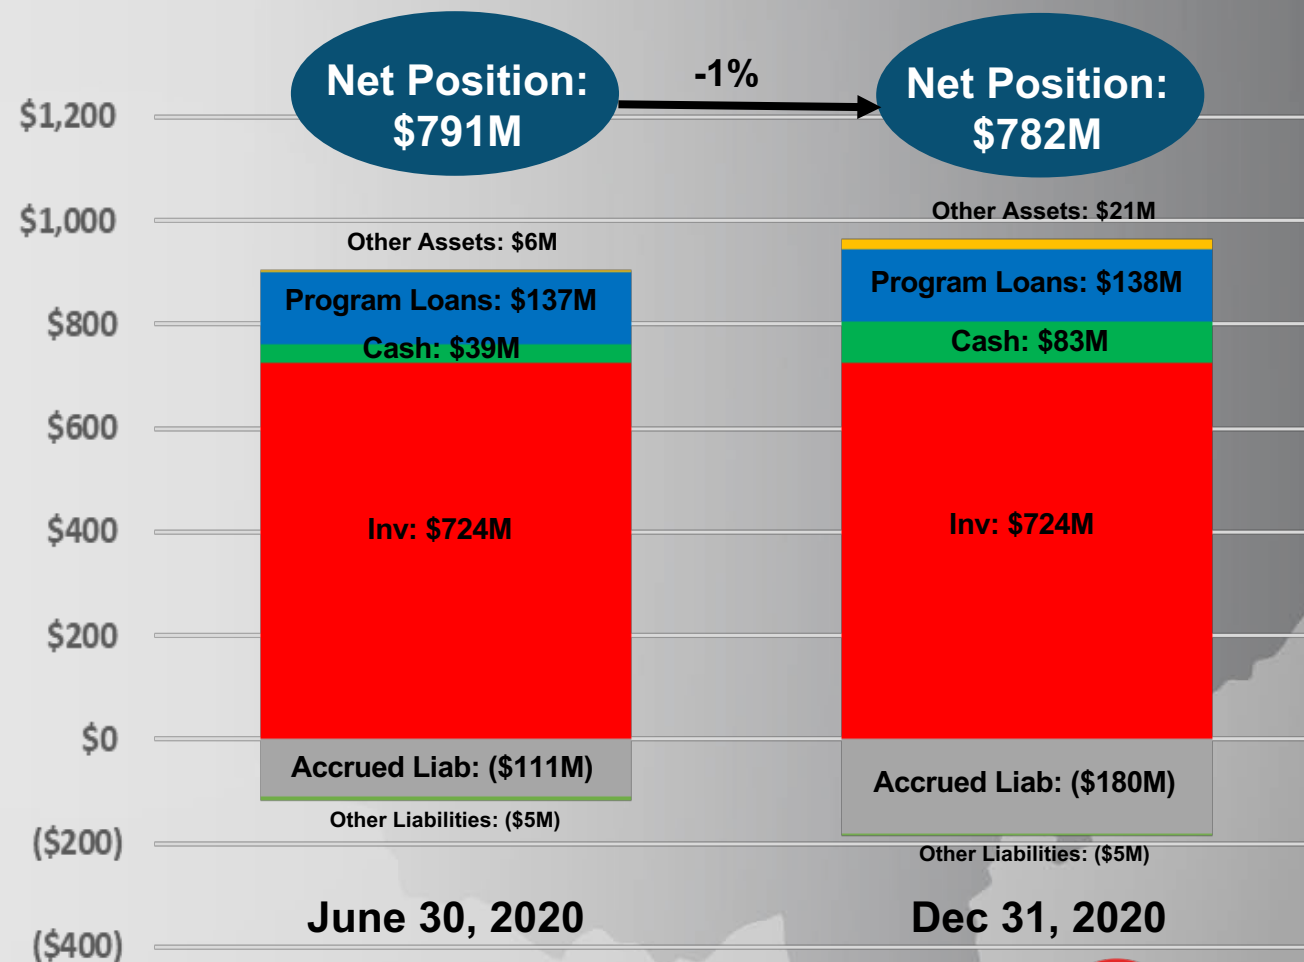 Net Position:
$791M
-1%
Net Position:
$782M
$1,200
$1,000
$800
$600
$400
$200
$0
($200)
($400)
Other Assets: $6M
Program Loans: $137M
Cash: $39M
Inv: $724M
Accrued Liab: ($111M)
Other Liabilities: ($5M)
June 30, 2020
Other Assets: $21M
Program Loans: $138M
Cash: $83M
Inv: $724M
Accrued Liab: ($180M)
Other Liabilities: ($5M)
Dec 31, 2020